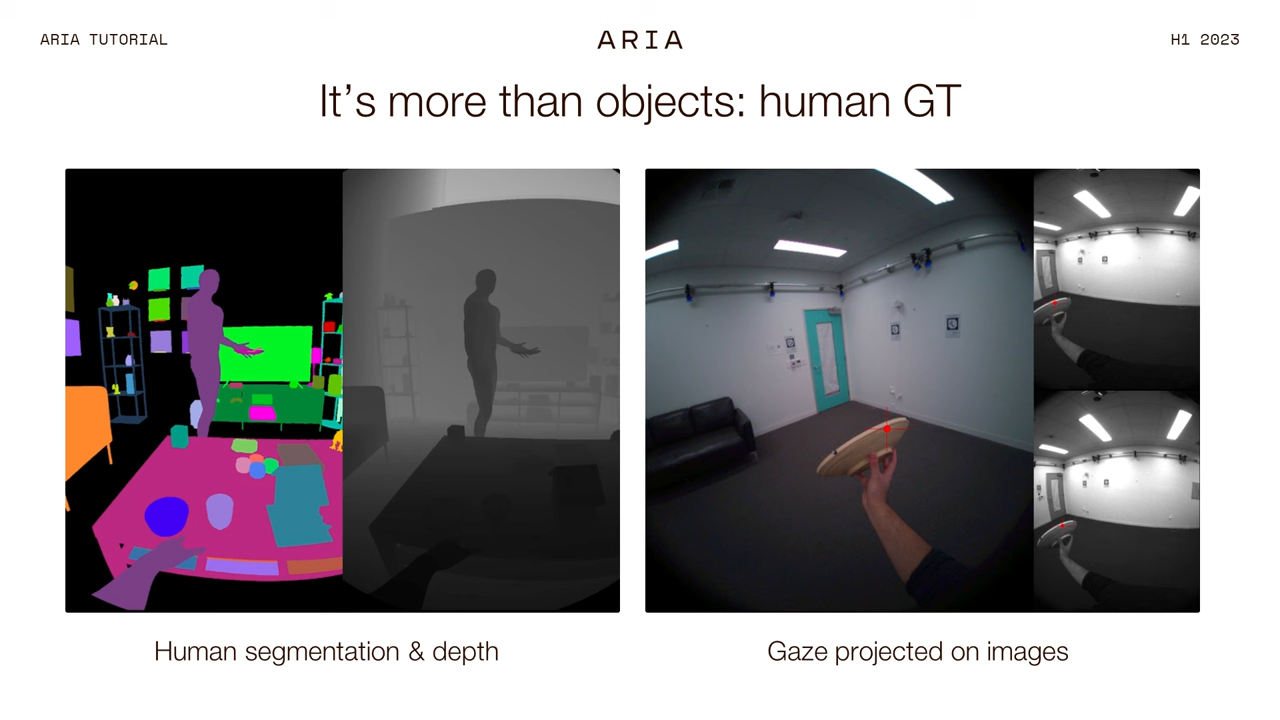 ARIA TUTORIAL
ARIA
H1 2023
It’s more than objects: human GT
Human segmentation & depth
Gaze projected on images